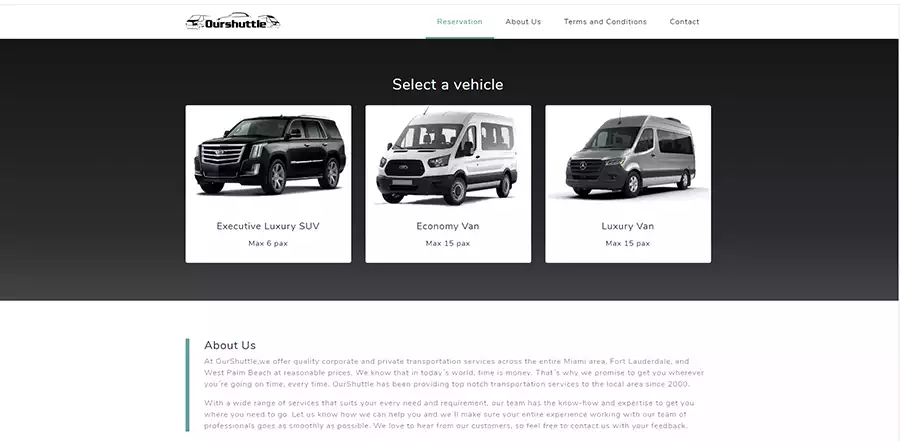 Ourshuttle
Reservation About Us Terms and Conditions Contact
Select a vehicle
Executive Luxury SUV
Max 6 pax
Economy Van
Max 15 pax
Luxury Van
Max 15 pax
About Us
At OurShuttle,we offer quality corporate and private transportation services across the entire Miami area, Fort Lauderdale, and
West Palm Beach at reasonable prices. We know that in today´s world, time is money. That´s why we promise to get you wherever
you´re going on time, every time. OurShuttle has been providing top notch transportation services to the local area since 2000.
With a wide range of services that suits your every need and requirement, our team has the know-how and expertise to get you
where you need to go. Let us know how we can help you and we´ll make sure your entire experience working with our team of
professionals goes as smoothly as possible. We love to hear from our customers, so feel free to contact us with your feedback.